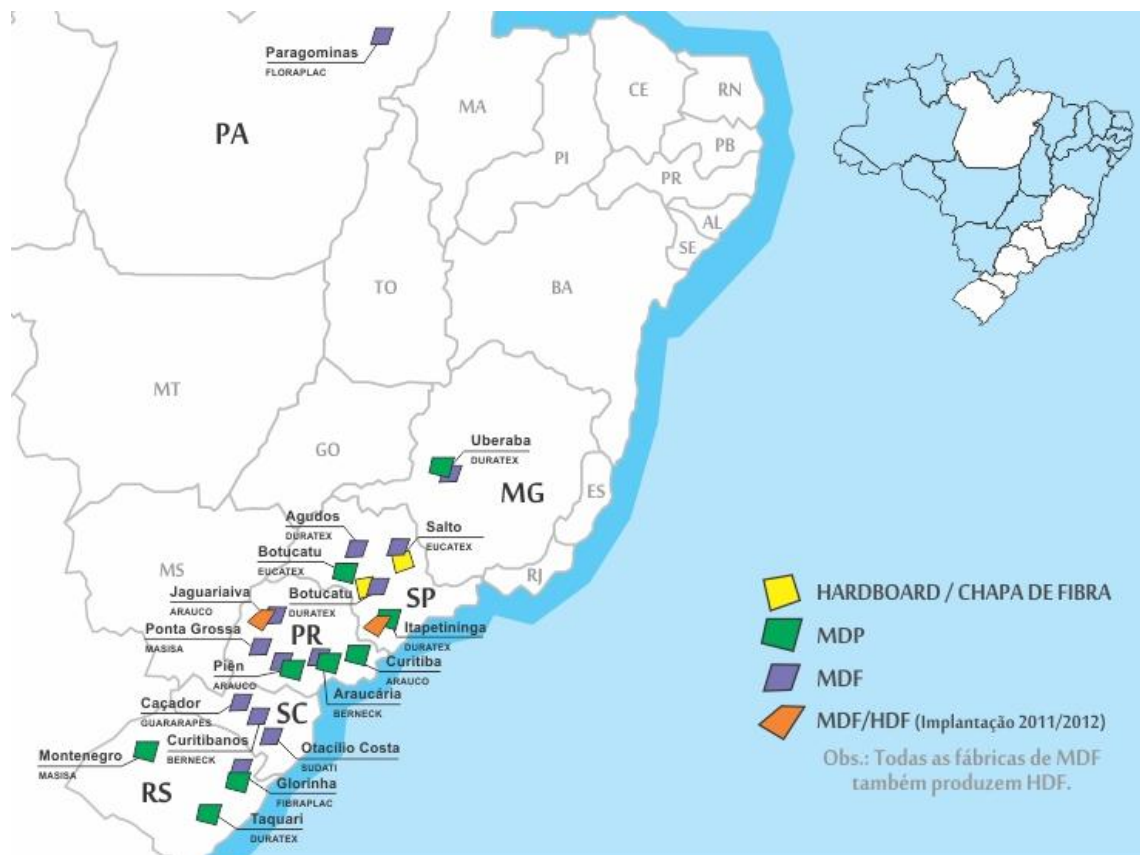 Paragominas
FLORAPLAC
PA
MA
CE
RN
PB
PI
PR
AL
SE
TO
BA
MT
GO
Uberaba
DURATEX
MG
ES
Agudos
DURATEX
Salto
EUCATEX
Botucatu
EUCATEX
MS
RJ
Jaguariaiva
ARAUCO
Botucatu
DURATEX
SP
Ponta Grossa
MASISA
PR
Itapetininga
DURATEX
Piên
ARAUCO
Curitiba
ARAUCO
Araucária
BERNECK
Caçador
GUARARAPES
SC
Curitibanos
BERNECK
Otacílio Costa
SUDATI
Montenegro
MASISA
Glorinha
FIBRAPLAC
RS
Taquari
DURATEX
HARDBOARD / CHAPA DE FIBRA
MDP
MDF
MDF/HDF (Implantação 2011/2012)
Obs.: Todas as fábricas de MDF
também produzem HDF.